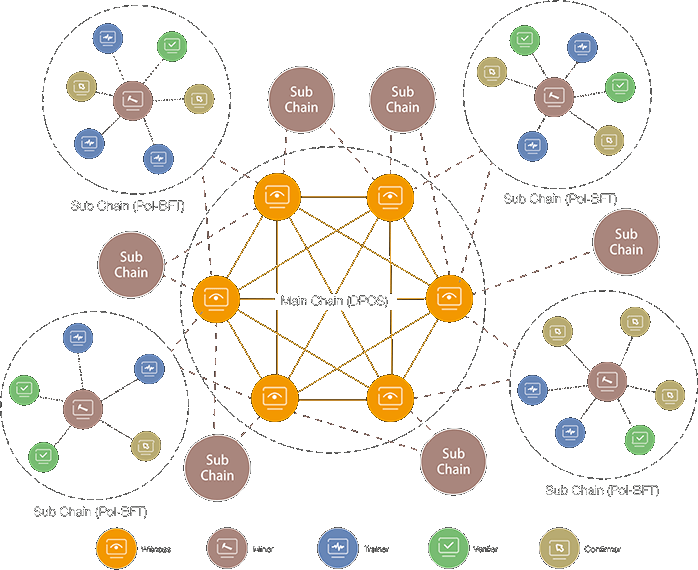 Sub
Chain
Sub
Chain
Sub Chain (PoI-BFT)
Sub Chain (PoI-BFT)
Sub
Chain
Sub
Chain
Main Chain (DPOS)
Sub
Chain
Sub
Chain
Sub Chain (PoI-BFT)
Sub Chain (PoI-BFT)
Witness
Miner
Trainer
Verifier
Confirmer